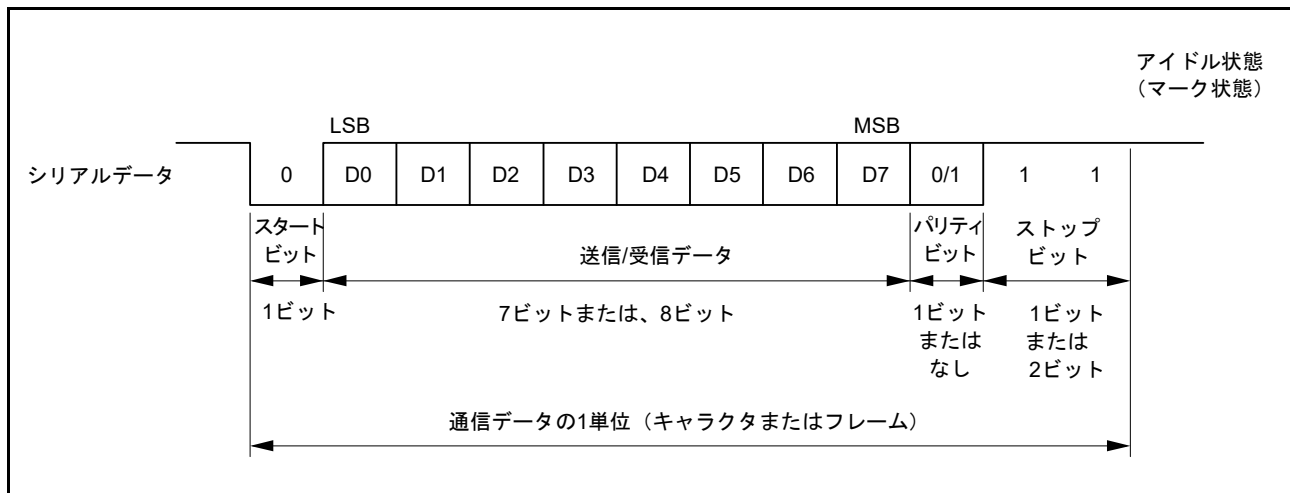 アイドル状態
（マーク状態）
LSB
MSB
シリアルデータ
0
D0
D1
D2
D3
D4
D5
D6
D7
0/1
1
1
スタート
ビット
送信/受信データ
パリティ
ビット
ストップ
ビット
1ビット
7ビットまたは、8ビット
1ビット
または
なし
1ビット
または
2ビット
通信データの1単位（キャラクタまたはフレーム）